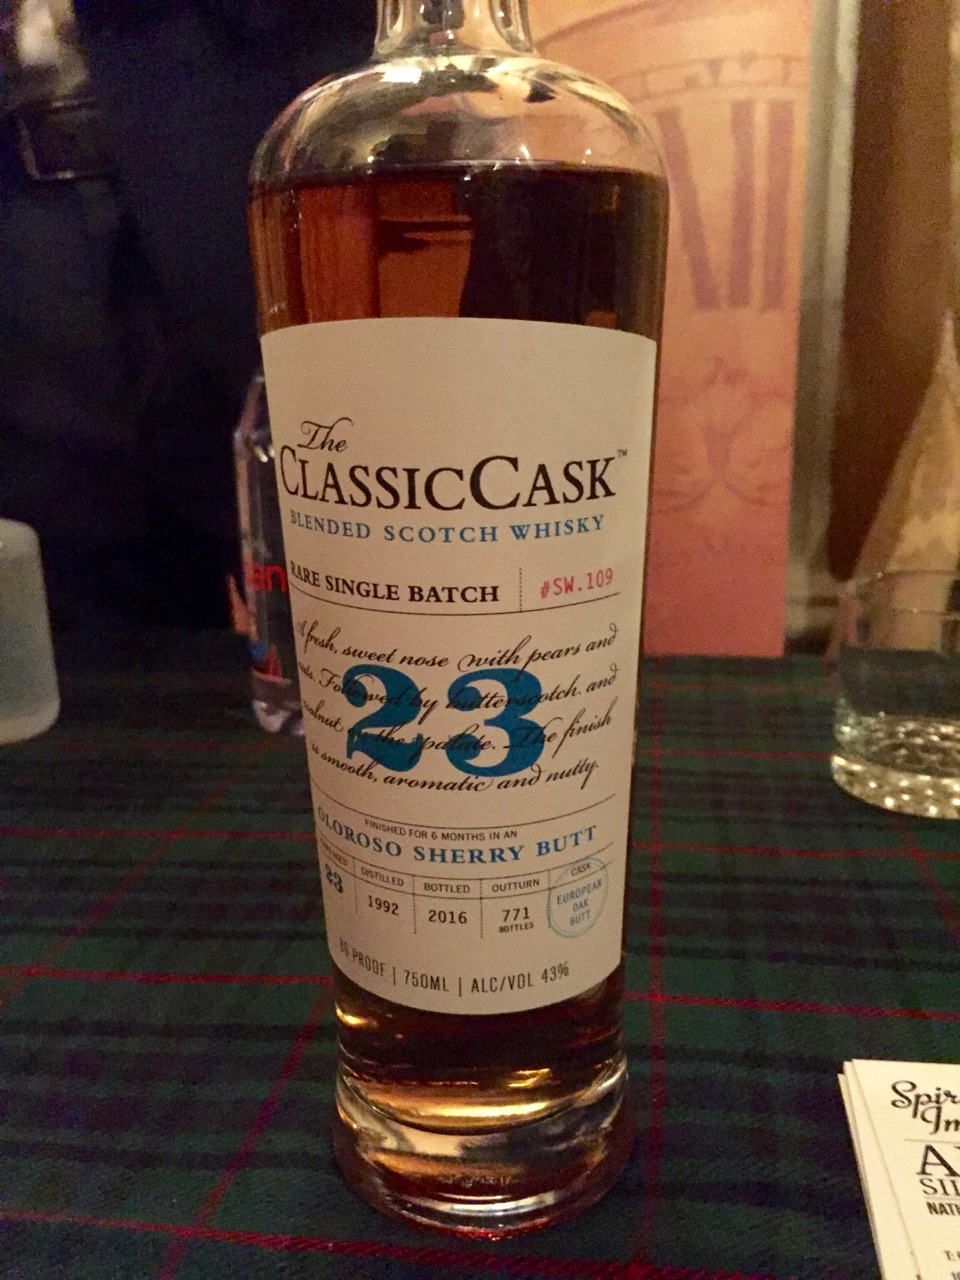 VII
The
CLASSICCASK™
BLENDED SCOTCH WHISKY
RARE SINGLE BATCH
#SW.109
A fresh, sweet nose with pears and
Followed by butterscotch and
walnut on the palate. The finish
is smooth, aromatic and nutty.
23
FINISHED FOR 6 MONTHS IN AN
OLOROSO SHERRY BUTT
23
DISTILLED
1992
BOTTLED
2016
OUTTURN
771
BOTTLES
CASK
EUROPEAN
OAK
BUTT
86 PROOF | 750ML | ALC/VOL 43%